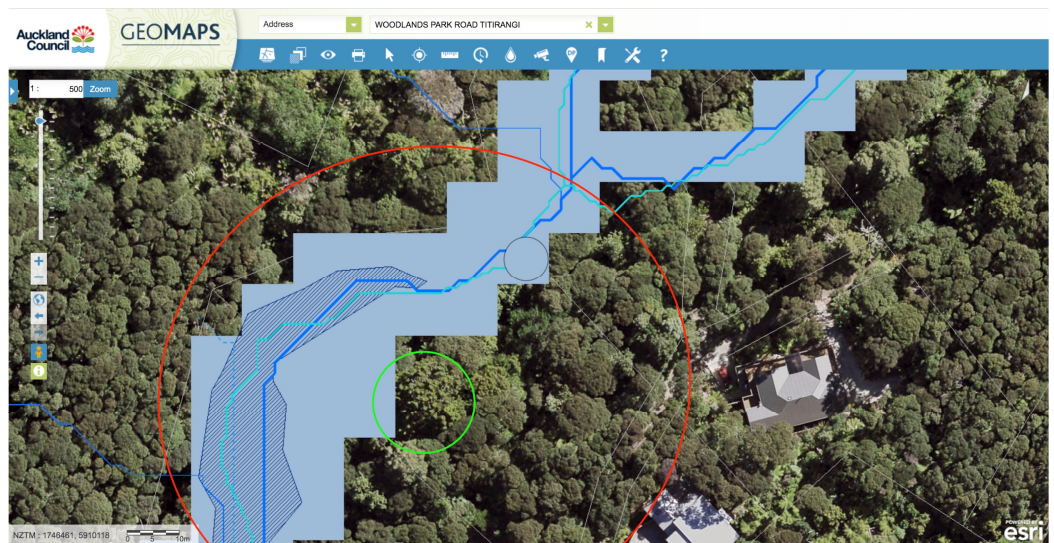 Auckland
Council
GEOMAPS
Address
WOODLANDS PARK ROAD TITIRANGI
DP
?
1 :
500
Zoom
NZTM : 1746461, 5910118
0 5 10m
POWERED BY
esri